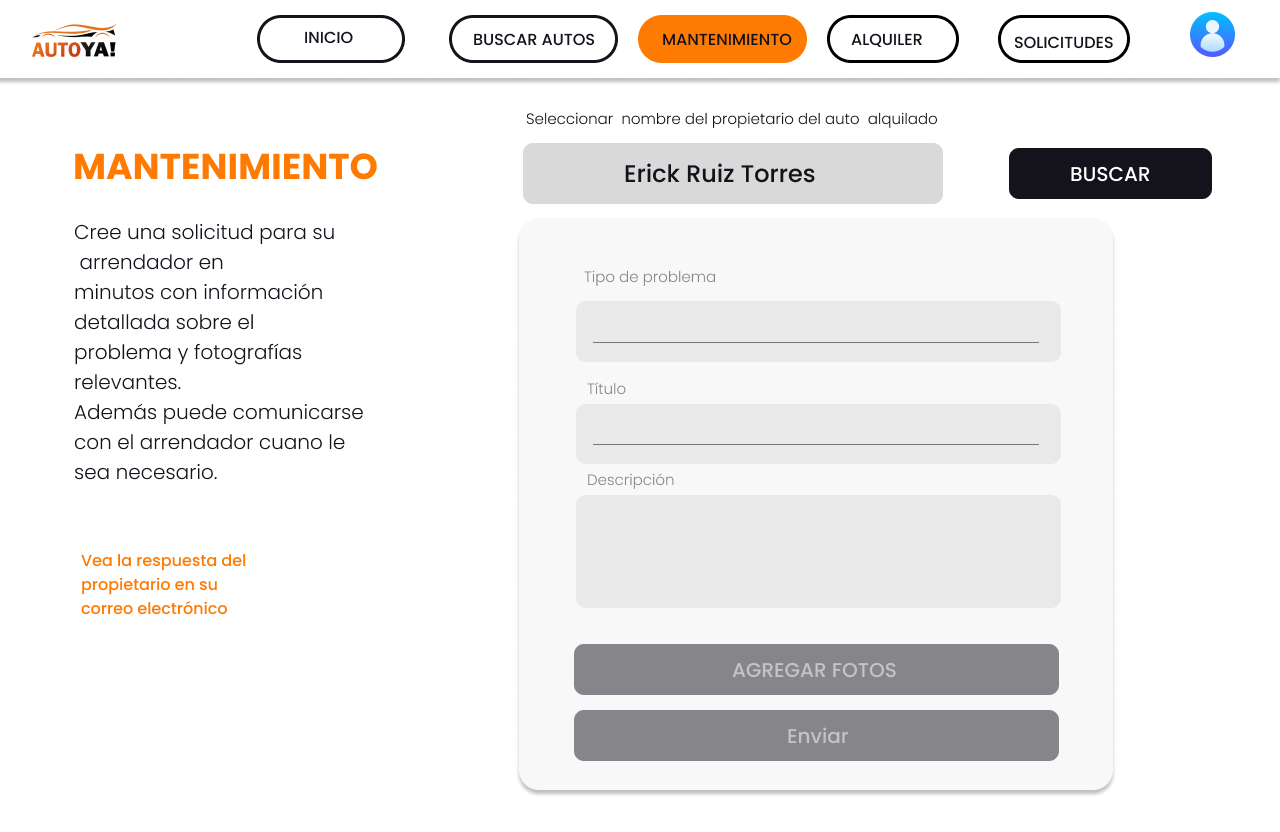 AUTOYA!
INICIO
BUSCAR AUTOS
MANTENIMIENTO
ALQUILER
SOLICITUDES
Seleccionar  nombre del propietario del auto  alquilado
MANTENIMIENTO
Erick Ruiz Torres
BUSCAR
Cree una solicitud para su
arrendador en
minutos con información
detallada sobre el
problema y fotografías
relevantes.
Además puede comunicarse
con el arrendador cuano le
sea necesario.
Vea la respuesta del
propietario en su
correo electrónico
Tipo de problema
Título
Descripción
AGREGAR FOTOS
Enviar